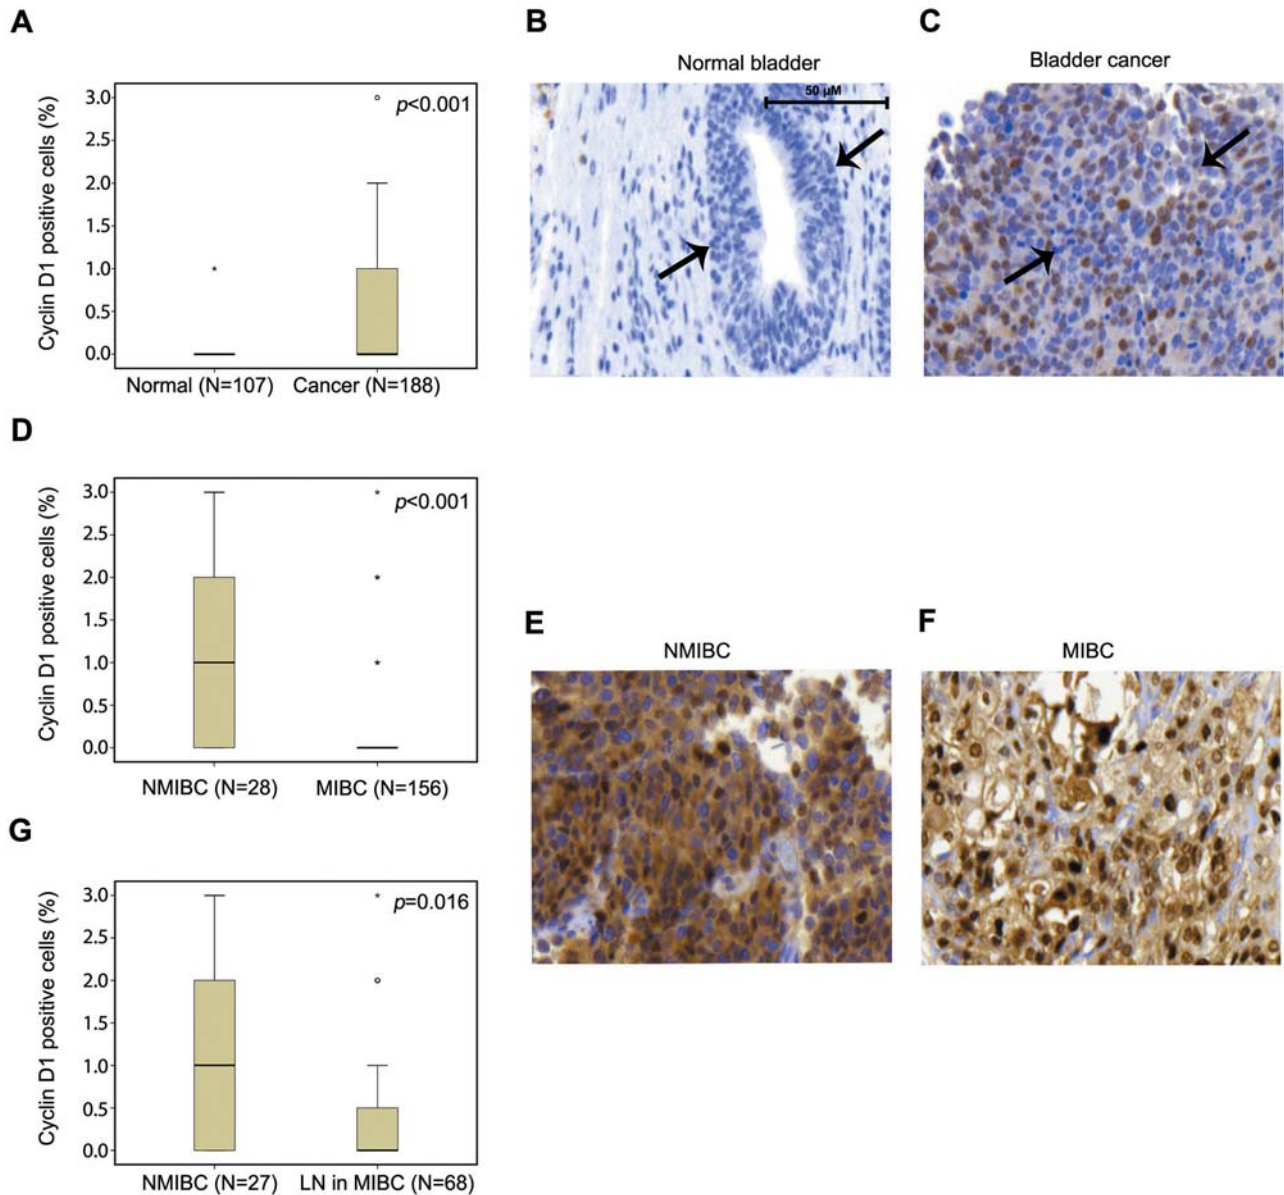 A
B
C
Normal bladder
Bladder cancer
Cyclin D1 positive cells (%)
3.0
2.5
2.0
1.5
1.0
0.5
0.0
p<0.001
Normal (N=107) Cancer (N=188)
50 µM
D
Cyclin D1 positive cells (%)
3.0
2.5
2.0
1.5
1.0
0.5
0.0
p<0.001
NMIBC (N=28) MIBC (N=156)
E
F
NMIBC
MIBC
G
Cyclin D1 positive cells (%)
3.0
2.5
2.0
1.5
1.0
0.5
0.0
p=0.016
NMIBC (N=27) LN in MIBC (N=68)